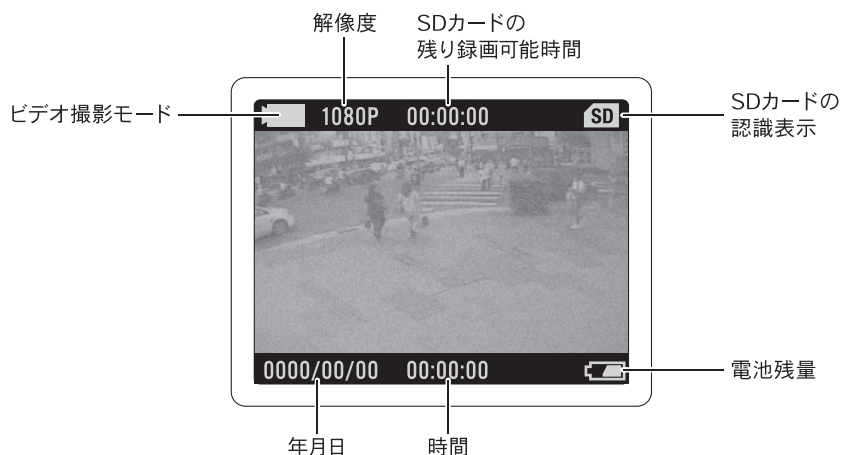 解像度
SDカードの
残り録画可能時間
ビデオ撮影モード
1080P 00:00:00 SD
SDカードの
認識表示
0000/00/00 00:00:00
電池残量
年月日
時間